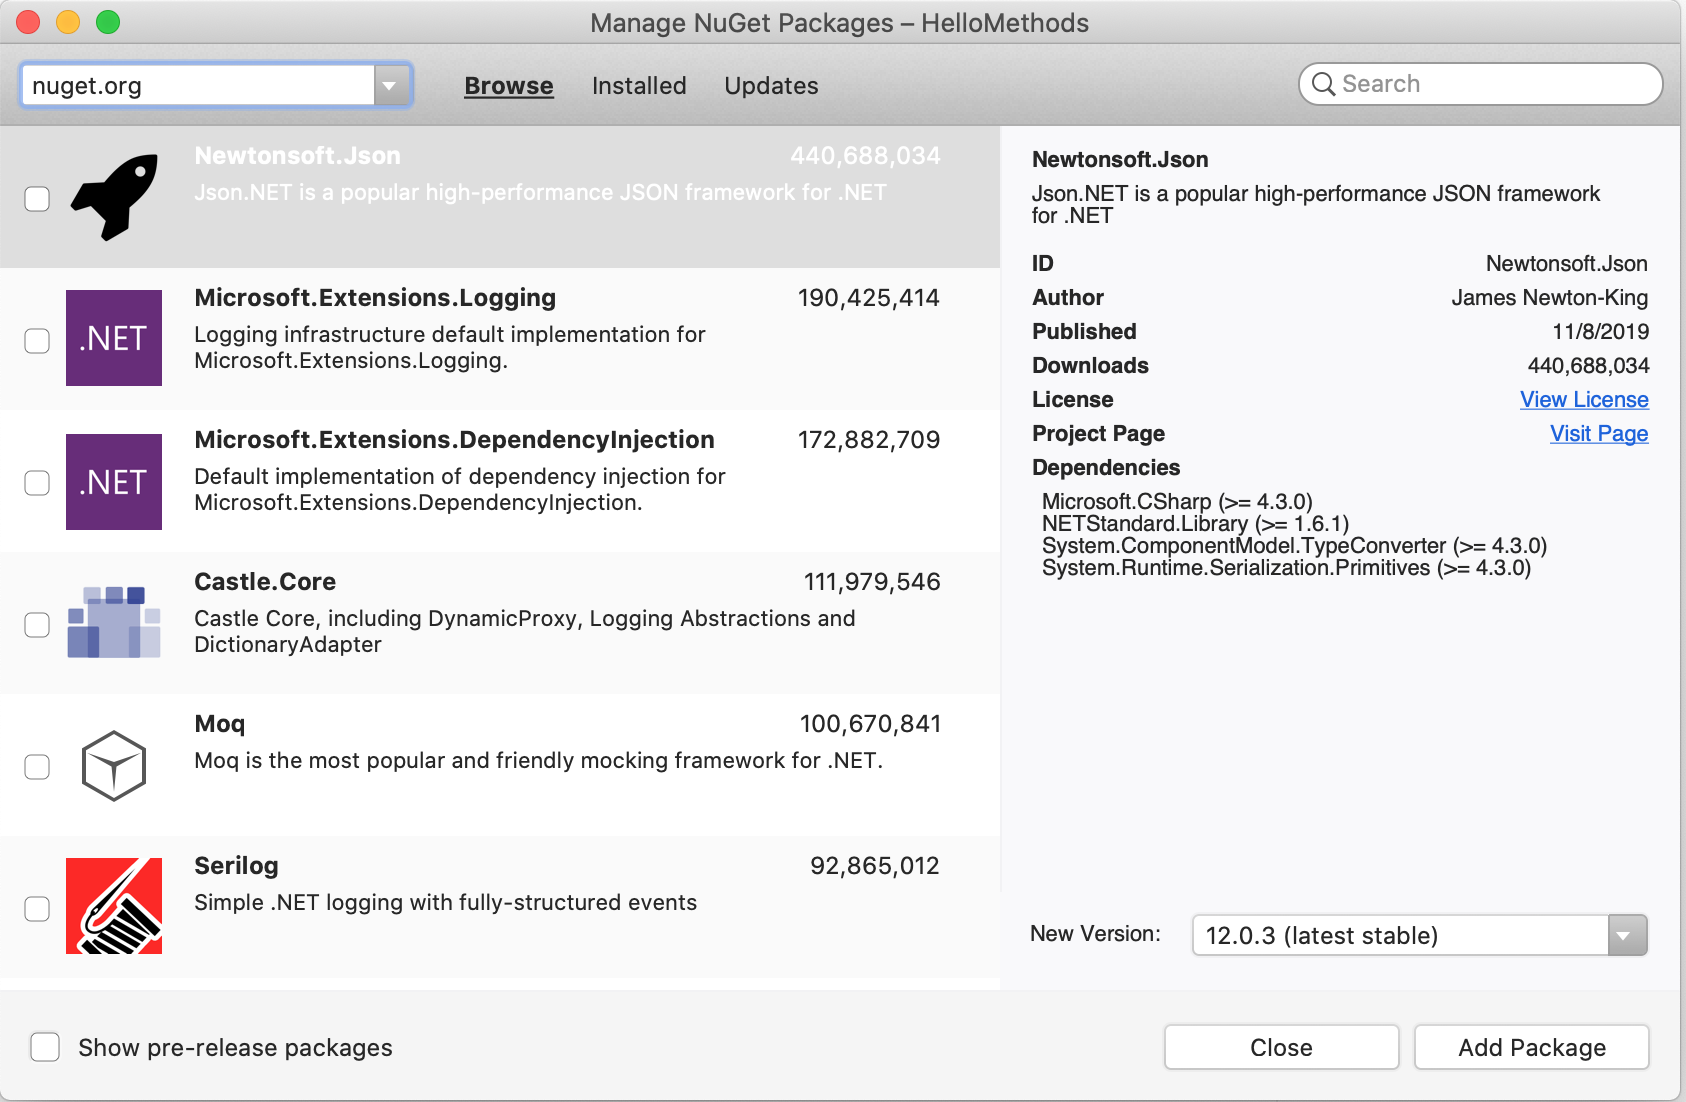 Manage NuGet Packages – HelloMethods
nuget.org
Browse
Installed
Updates
Search
Newtonsoft.Json
440,688,034
Json.NET is a popular high-performance JSON framework for .NET
.NET
Microsoft.Extensions.Logging
190,425,414
Logging infrastructure default implementation for
Microsoft.Extensions.Logging.
.NET
Microsoft.Extensions.DependencyInjection
172,882,709
Default implementation of dependency injection for
Microsoft.Extensions.DependencyInjection.
Castle.Core
111,979,546
Castle Core, including DynamicProxy, Logging Abstractions and
DictionaryAdapter
Moq
100,670,841
Moq is the most popular and friendly mocking framework for .NET.
Serilog
92,865,012
Simple .NET logging with fully-structured events
Newtonsoft.Json
Json.NET is a popular high-performance JSON framework
for .NET
ID Newtonsoft.Json
Author James Newton-King
Published 11/8/2019
Downloads 440,688,034
License View License
Project Page Visit Page
Dependencies
Microsoft.CSharp (>= 4.3.0)
NETStandard.Library (>= 1.6.1)
System.ComponentModel.TypeConverter (>= 4.3.0)
System.Runtime.Serialization.Primitives (>= 4.3.0)
New Version: 12.0.3 (latest stable)
Show pre-release packages
Close
Add Package